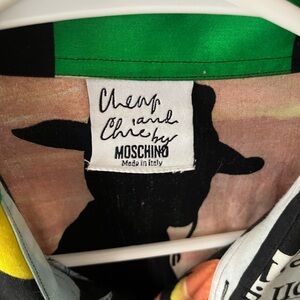 Cheap
and
Chic by
MOSCHINO
Made in Italy